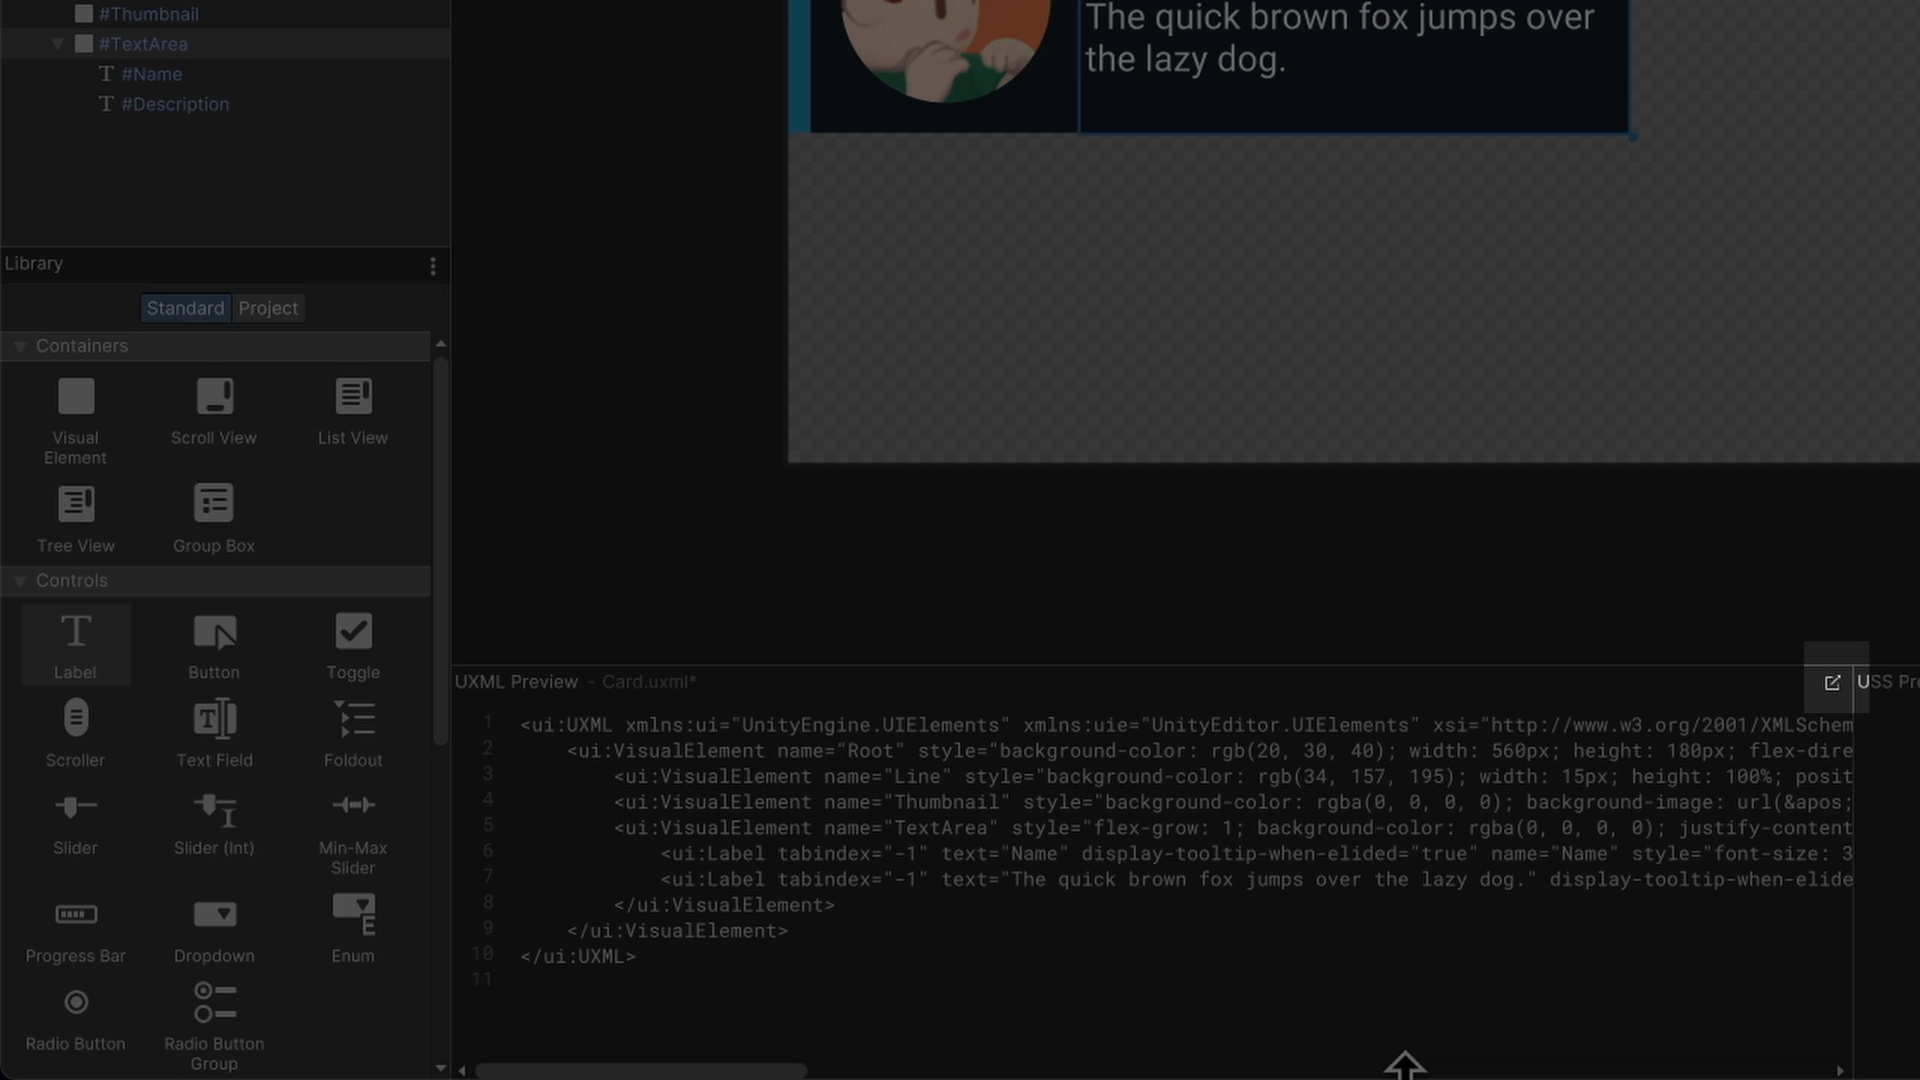 #Thumbnail
#TextArea
T #Name
T #Description
The quick brown fox jumps over
the lazy dog.
Library
Standard Project
Containers
Visual Element
Scroll View
List View
Tree View
Group Box
Controls
Label
Button
Toggle
Scroller
Text Field
Foldout
Slider
Slider (Int)
Min-Max Slider
Progress Bar
Dropdown
Enum
Radio Button
Radio Button Group
UXML Preview - Card.uxml*
USS Pre
1 <ui:UXML xmlns:ui="UnityEngine.UIElements" xmlns:uie="UnityEditor.UIElements" xsi="http://www.w3.org/2001/XMLSchem
2 <ui:VisualElement name="Root" style="background-color: rgb(20, 30, 40); width: 560px; height: 180px; flex-dire
3 <ui:VisualElement name="Line" style="background-color: rgb(34, 157, 195); width: 15px; height: 100%; posit
4 <ui:VisualElement name="Thumbnail" style="background-color: rgba(0, 0, 0, 0); background-image: url(&apos;
5 <ui:VisualElement name="TextArea" style="flex-grow: 1; background-color: rgba(0, 0, 0, 0); justify-content
6 <ui:Label tabindex="-1" text="Name" display-tooltip-when-elided="true" name="Name" style="font-size: 3
7 <ui:Label tabindex="-1" text="The quick brown fox jumps over the lazy dog." display-tooltip-when-elide
8 </ui:VisualElement>
9 </ui:VisualElement>
10 </ui:UXML>
11